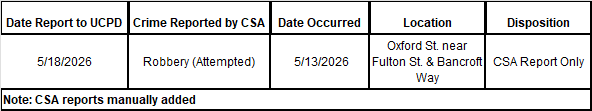 Date Report to UCPD Crime Reported by CSA Date Occurred Location Disposition
5/18/2026 Robbery (Attempted) 5/13/2026 Oxford St. near
Fulton St. & Bancroft
Way CSA Report Only
Note: CSA reports manually added